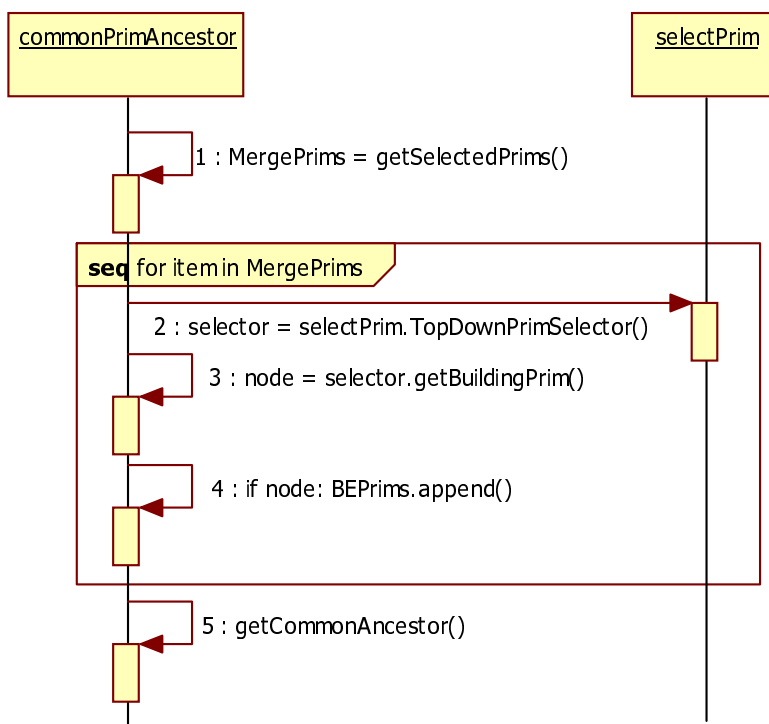 commonPrimAncestor
selectPrim
1 : MergePrims = getSelectedPrims()
seq for item in MergePrims
2 : selector = selectPrim.TopDownPrimSelector()
3 : node = selector.getBuildingPrim()
4 : if node: BEPrims.append()
5 : getCommonAncestor()